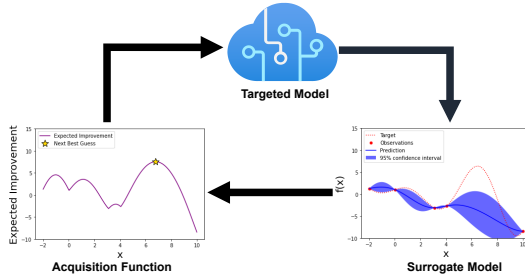 Targeted Model
Expected Improvement
15
10
5
0
−5
−10
Expected Improvement
Next Best Guess
−2
0
2
4
6
8
10
x
Acquisition Function
f(x)
15
10
5
0
−5
−10
Target
Observations
Prediction
95% confidence interval
−2
0
2
4
6
8
10
x
Surrogate Model